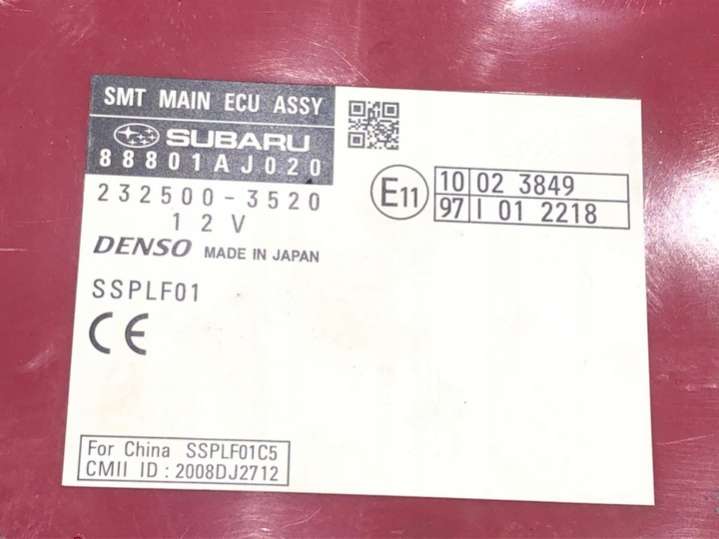 SMT MAIN ECU ASSY
SUBARU
88801AJ020
232500-3520
12V
DENSO MADE IN JAPAN
SSPLF01
CE
E11
10 02 3849
97 I 01 2218
For China SSPLF01C5
CMII ID : 2008DJ2712